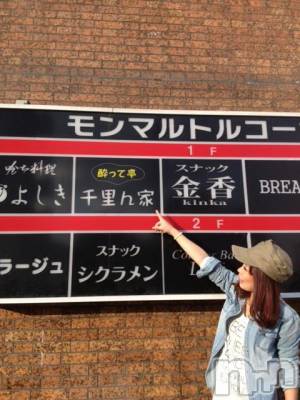 モンマルトルコー
1F
吟ち料理
よしき
酔って亭
千里ん家
スナック
金香
kinka
BREA
2F
ラージュ
スナック
シクラメン